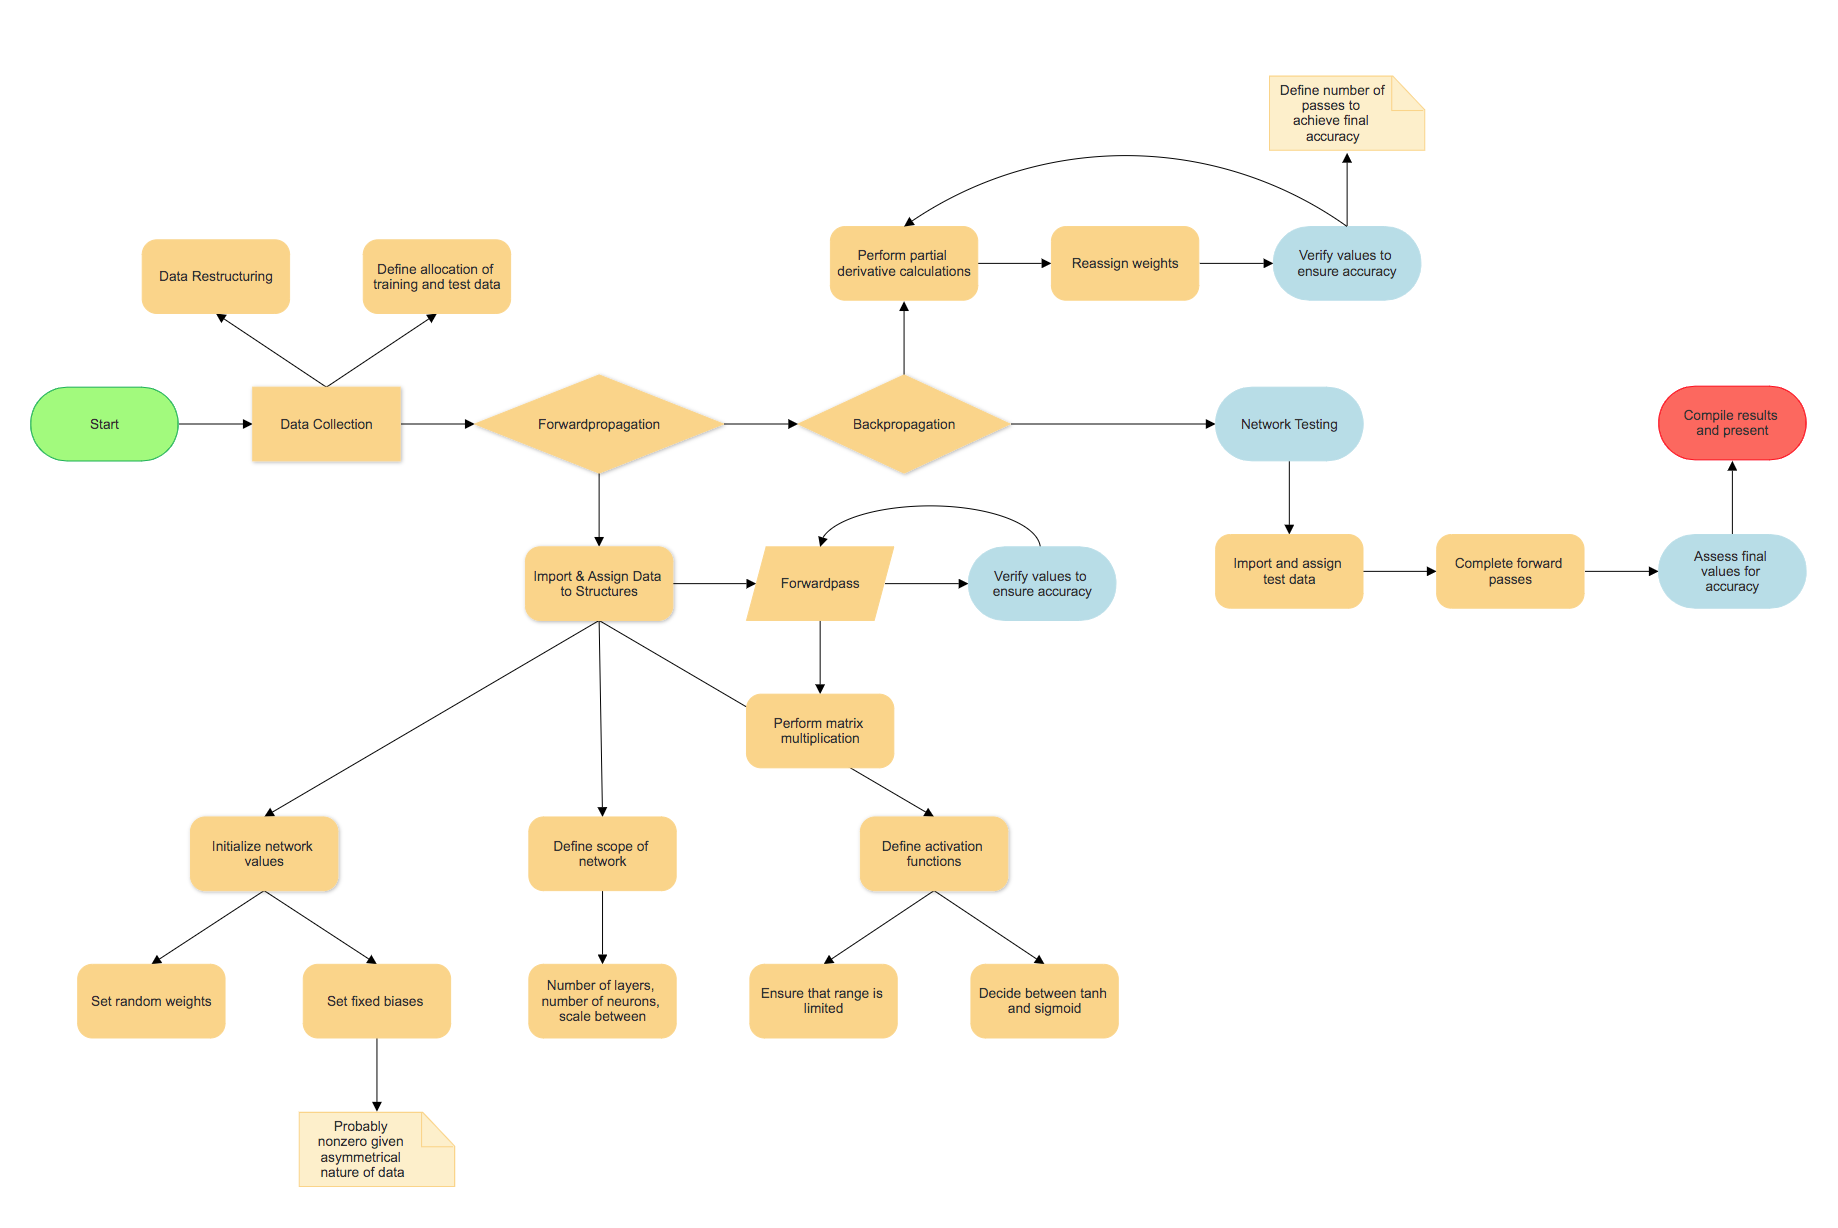 Define number of
passes to
achieve final
accuracy
Data Restructuring
Define allocation of
training and test data
Perform partial
derivative calculations
Reassign weights
Verify values to
ensure accuracy
Start
Data Collection
Forwardpropagation
Backpropagation
Network Testing
Compile results
and present
Import & Assign Data
to Structures
Forwardpass
Verify values to
ensure accuracy
Import and assign
test data
Complete forward
passes
Assess final
values for
accuracy
Perform matrix
multiplication
Initialize network
values
Define scope of
network
Define activation
functions
Set random weights
Set fixed biases
Number of layers,
number of neurons,
scale between
Ensure that range is
limited
Decide between tanh
and sigmoid
Probably
nonzero given
asymmetrical
nature of data